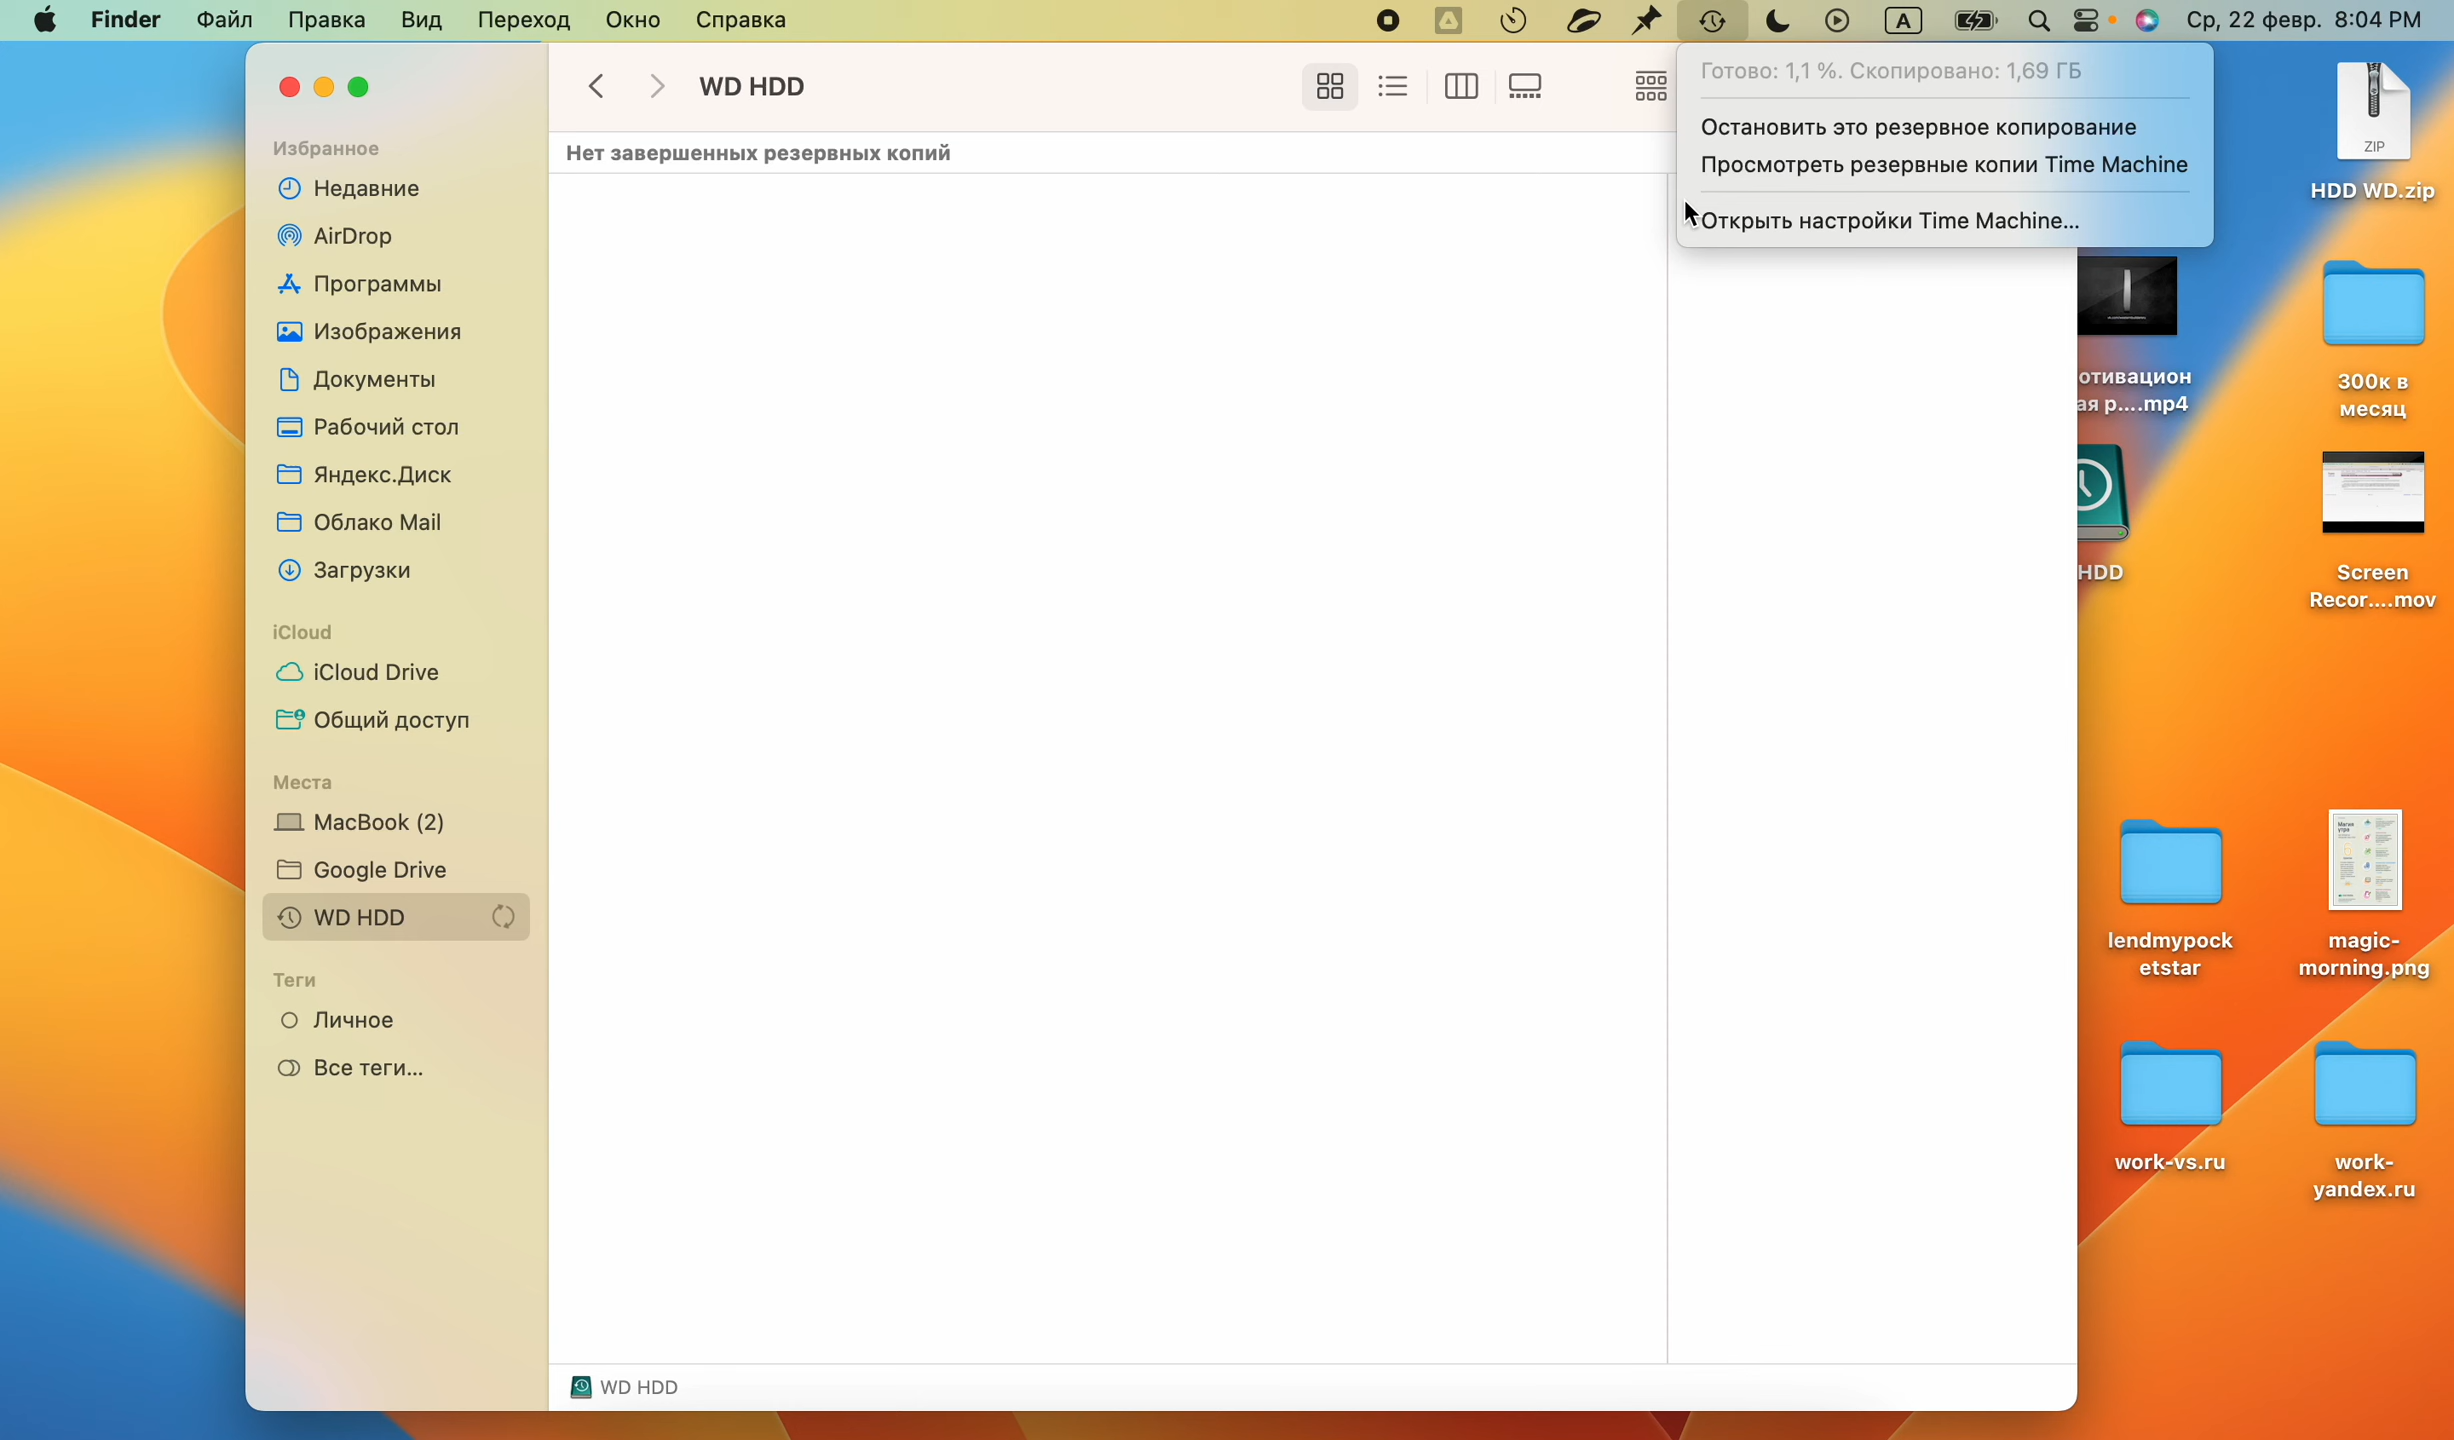 Finder Файл Правка Вид Переход Окно Справка A Ср, 22 февр. 8:04 PM
WD HDD
Нет завершенных резервных копий
Готово: 1,1 %. Скопировано: 1,69 ГБ
Остановить это резервное копирование
Просмотреть резервные копии Time Machine
Открыть настройки Time Machine...
Избранное
Недавние
AirDrop
Программы
Изображения
Документы
Рабочий стол
Яндекс.Диск
Облако Mail
Загрузки
iCloud
iCloud Drive
Общий доступ
Места
MacBook (2)
Google Drive
WD HDD
Теги
Личное
Все теги...
WD HDD
ZIP
HDD WD.zip
отивацион
ая р....mp4
300к в
месяц
HDD
Screen
Recor....mov
lendmypock
etstar
magic-
morning.png
work-vs.ru
work-
yandex.ru